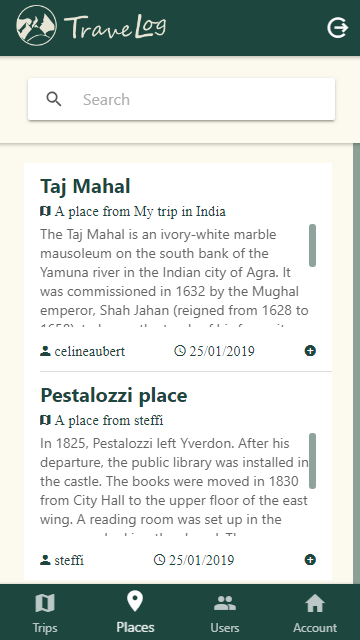 TraveLog
Search
Taj Mahal
A place from My trip in India
The Taj Mahal is an ivory-white marble
mausoleum on the south bank of the
Yamuna river in the Indian city of Agra. It
was commissioned in 1632 by the Mughal
emperor, Shah Jahan (reigned from 1628 to
celineaubert 25/01/2019
Pestalozzi place
A place from steffi
In 1825, Pestalozzi left Yverdon. After his
departure, the public library was installed in
the castle. The books were moved in 1830
from City Hall to the upper floor of the east
wing. A reading room was set up in the
steffi 25/01/2019
Trips Places Users Account